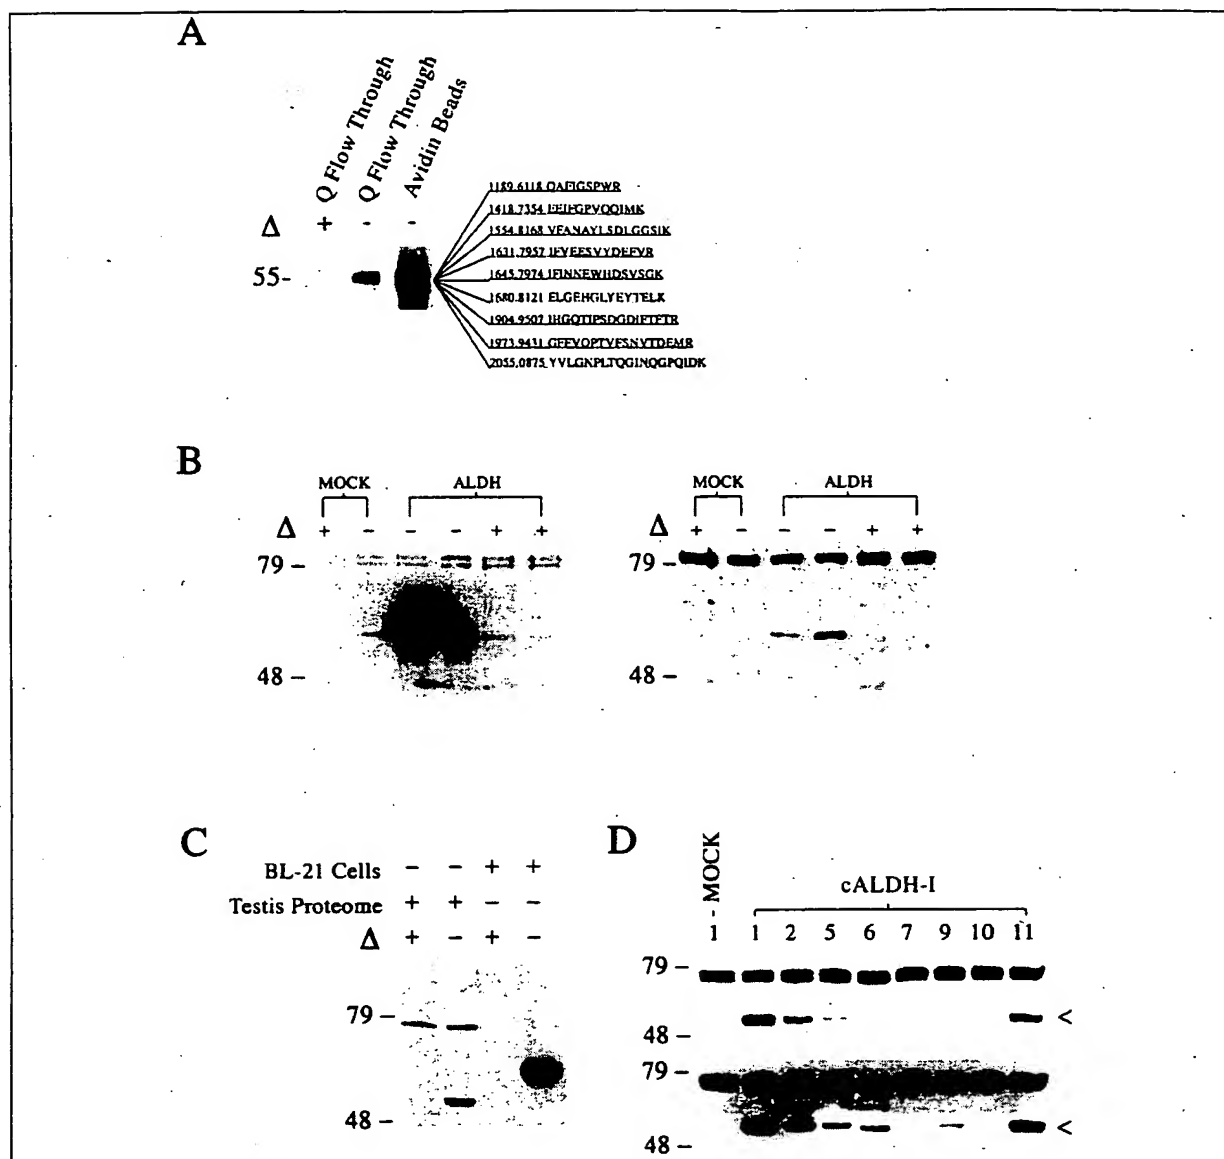 A
Q Flow Through
Q Flow Through
Avidin Beads
Δ + - -
55-
1189.6118 QAFIGSPWR
1418.7354 EEIFGPVQQIMK
1554.8168 VFANAYLSDLGGSIK
1631.7957 IFVEESVYDEFVR
1645.7974 IFINNEWHDSVSGK
1680.8121 ELGEHGLYEYTELK
1904.9507 IHGQTIPSDGDIFTFTR
1973.9431 GFFVQPTVFSNVTDEMR
2055.0875 YVLGNPLTQGINQGPQIDK
B
MOCK ALDH
Δ + - - - + +
79 -
48 -
MOCK ALDH
Δ + - - - + +
79 -
48 -
C
BL-21 Cells - - + +
Testis Proteome + + - -
Δ + - + -
79 -
48 -
D
- MOCK
cALDH-I
1 1 2 5 6 7 9 10 11
79 -
48 - <
79 -
48 - <